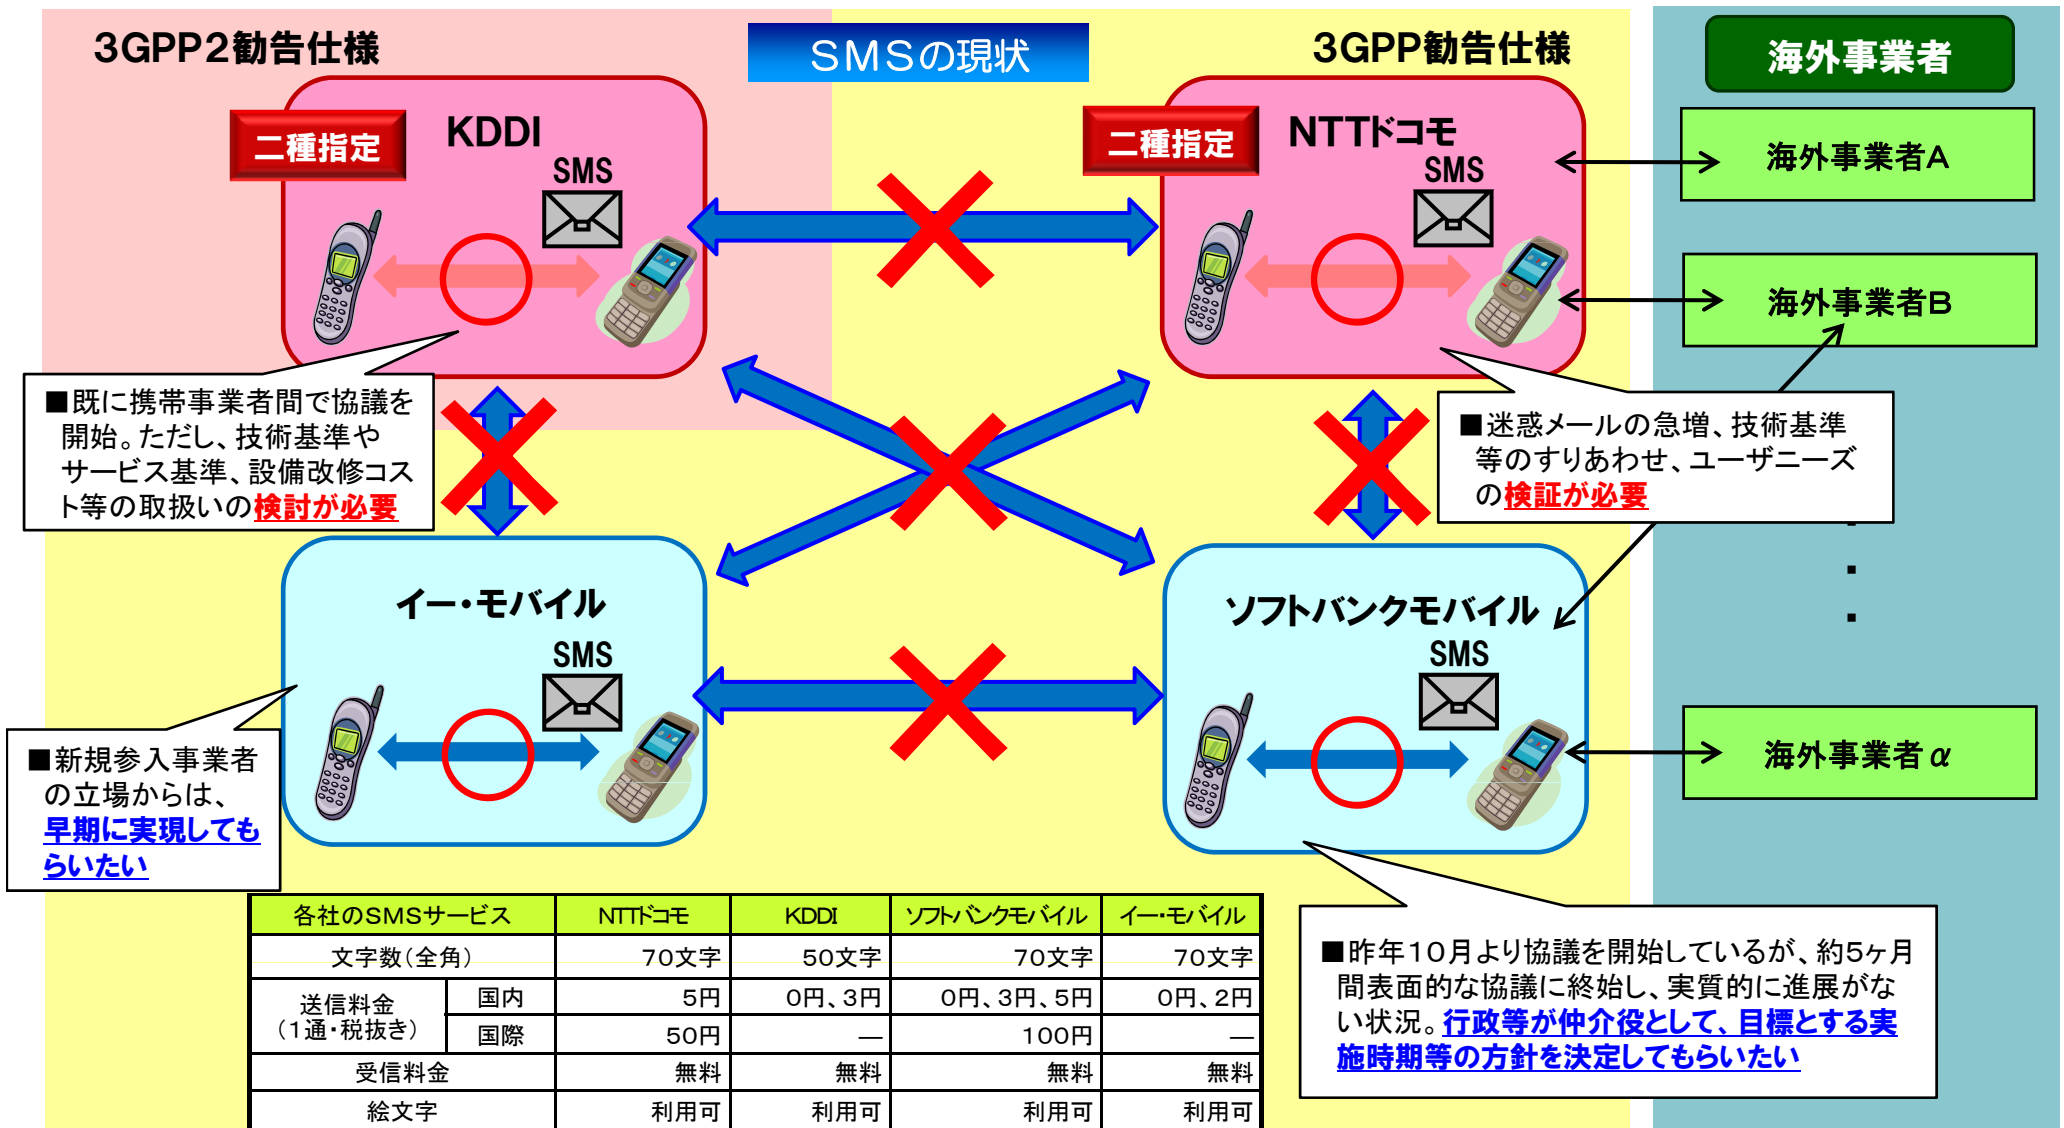 3GPP2勧告仕様
SMSの現状
3GPP勧告仕様
海外事業者
二種指定
KDDI
SMS
二種指定
NTTドコモ
SMS
海外事業者A
海外事業者B
■既に携帯事業者間で協議を
開始。ただし、技術基準や
サービス基準、設備改修コス
ト等の取扱いの検討が必要
■迷惑メールの急増、技術基準
等のすりあわせ、ユーザニーズ
の検証が必要
・
・
・
イー・モバイル
SMS
ソフトバンクモバイル
SMS
海外事業者α
■新規参入事業者
の立場からは、
早期に実現しても
らいたい
各社のSMSサービス NTTドコモ KDDI ソフトバンクモバイル イー・モバイル
文字数(全角) 70文字 50文字 70文字 70文字
送信料金
(1通・税抜き)
国内 5円 0円、3円 0円、3円、5円 0円、2円
国際 50円 ― 100円 ―
受信料金 無料 無料 無料 無料
絵文字 利用可 利用可 利用可 利用可
■昨年10月より協議を開始しているが、約5ヶ月
間表面的な協議に終始し、実質的に進展がな
い状況。行政等が仲介役として、目標とする実
施時期等の方針を決定してもらいたい